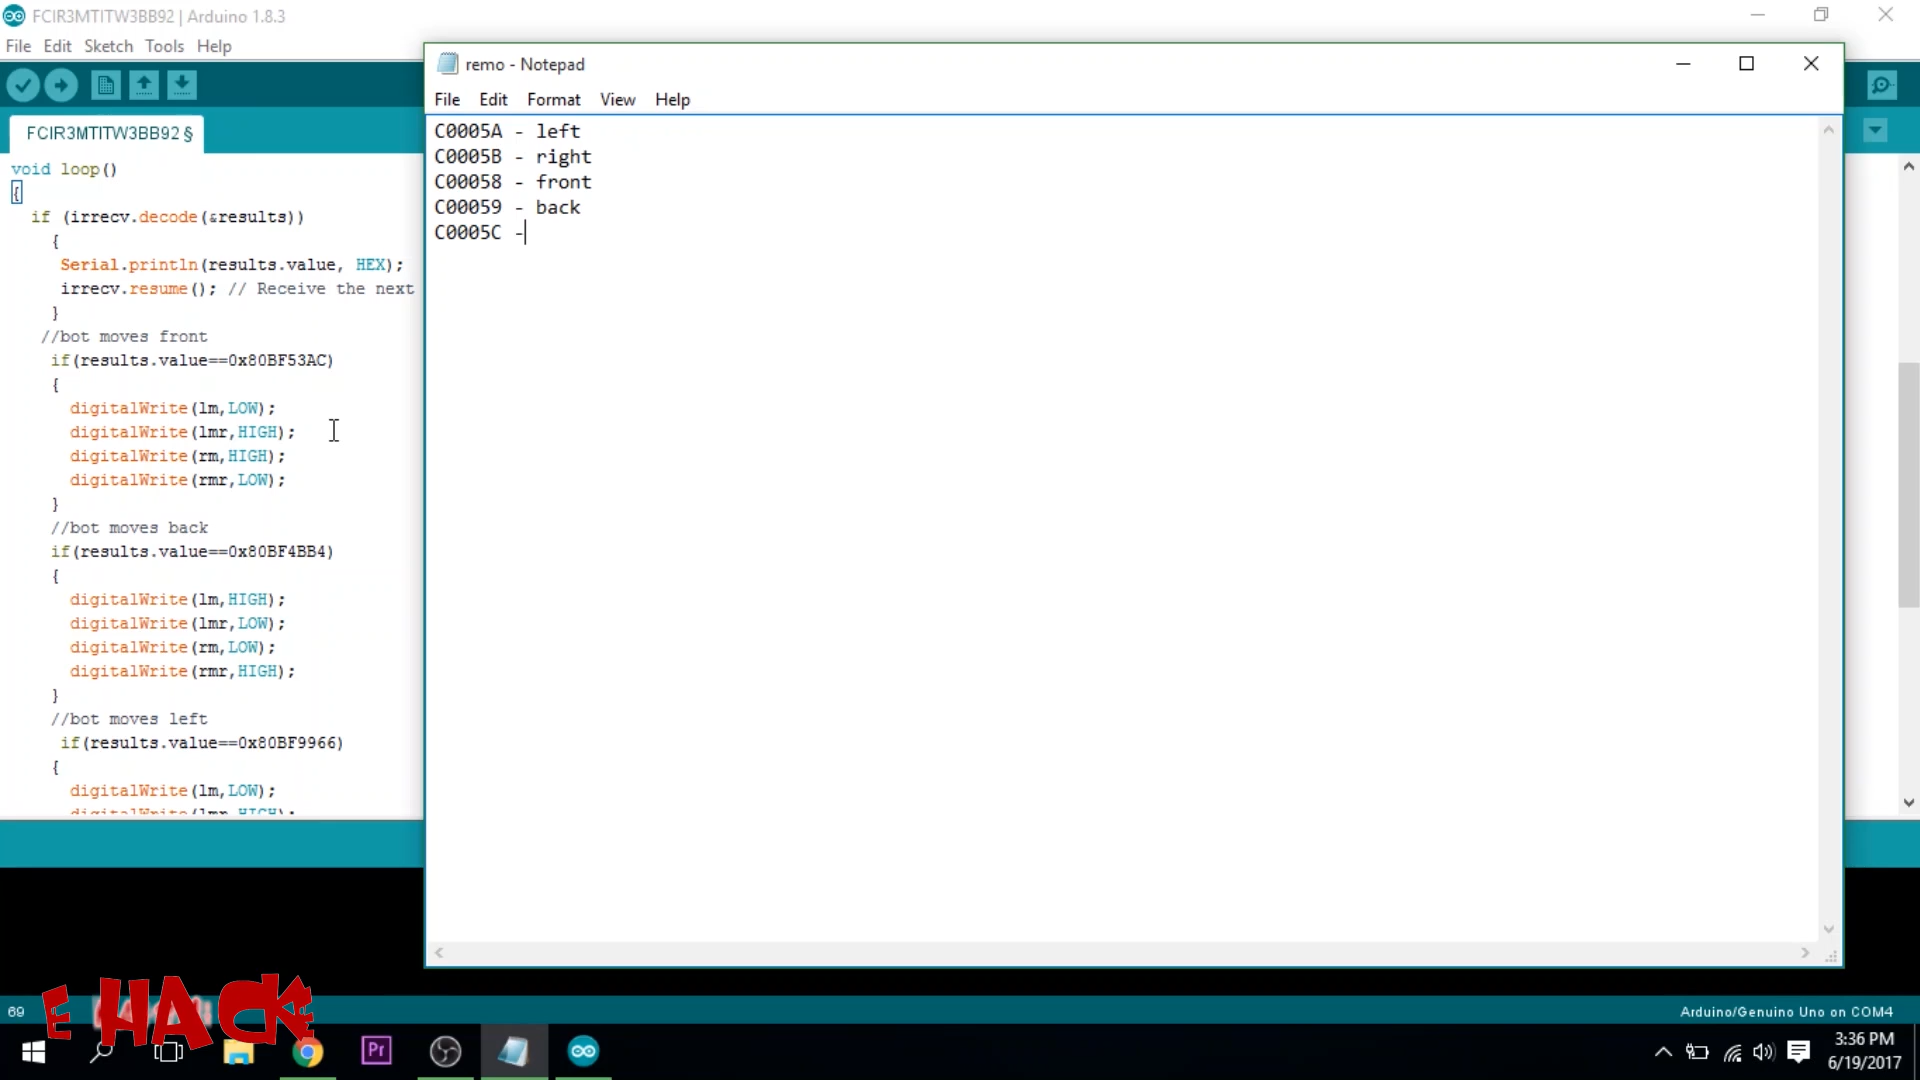 FCIR3MTITW3BB92 | Arduino 1.8.3
File Edit Sketch Tools Help
FCIR3MTITW3BB92 §
void loop()
{
if (irrecv.decode(&results))
{
Serial.println(results.value, HEX);
irrecv.resume(); // Receive the next
}
//bot moves front
if(results.value==0x80BF53AC)
{
digitalWrite(lm,LOW);
digitalWrite(lmr,HIGH);
digitalWrite(rm,HIGH);
digitalWrite(rmr,LOW);
}
//bot moves back
if(results.value==0x80BF4BB4)
{
digitalWrite(lm,HIGH);
digitalWrite(lmr,LOW);
digitalWrite(rm,LOW);
digitalWrite(rmr,HIGH);
}
//bot moves left
if(results.value==0x80BF9966)
{
digitalWrite(lm,LOW);
digitalWrite(lmr,HIGH);
remo - Notepad
File Edit Format View Help
C0005A - left
C0005B - right
C00058 - front
C00059 - back
C0005C -
69
Arduino/Genuino Uno on COM4
E HACK
Pr
3:36 PM
6/19/2017